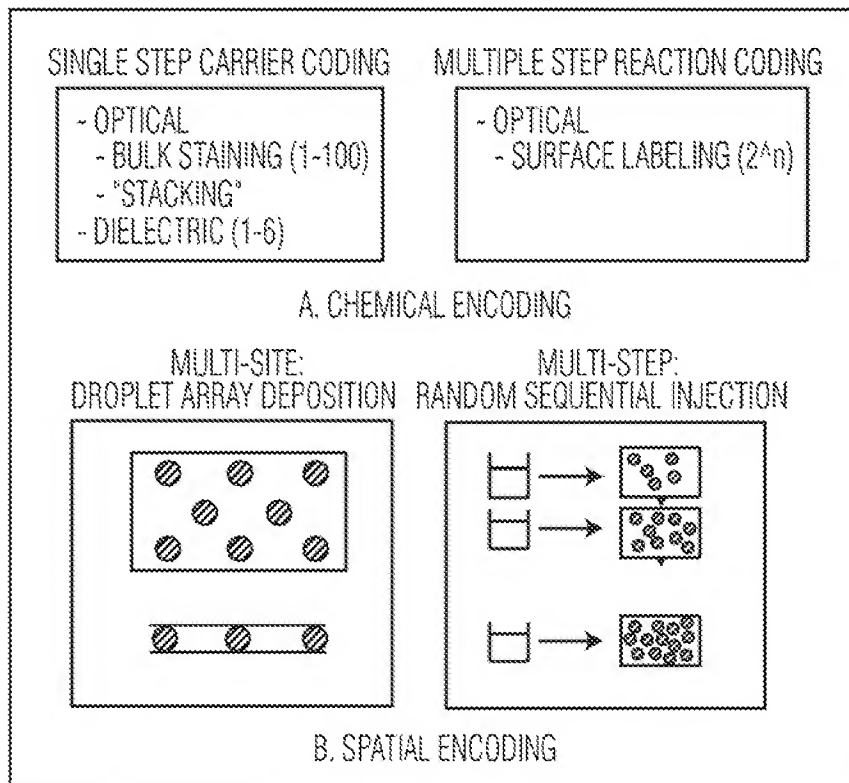 SINGLE STEP CARRIER CODING
- OPTICAL
- BULK STAINING (1-100)
- "STACKING"
- DIELECTRIC (1-6)
MULTIPLE STEP REACTION CODING
- OPTICAL
- SURFACE LABELING (2^n)
A. CHEMICAL ENCODING
MULTI-SITE:
DROPLET ARRAY DEPOSITION
MULTI-STEP:
RANDOM SEQUENTIAL INJECTION
B. SPATIAL ENCODING